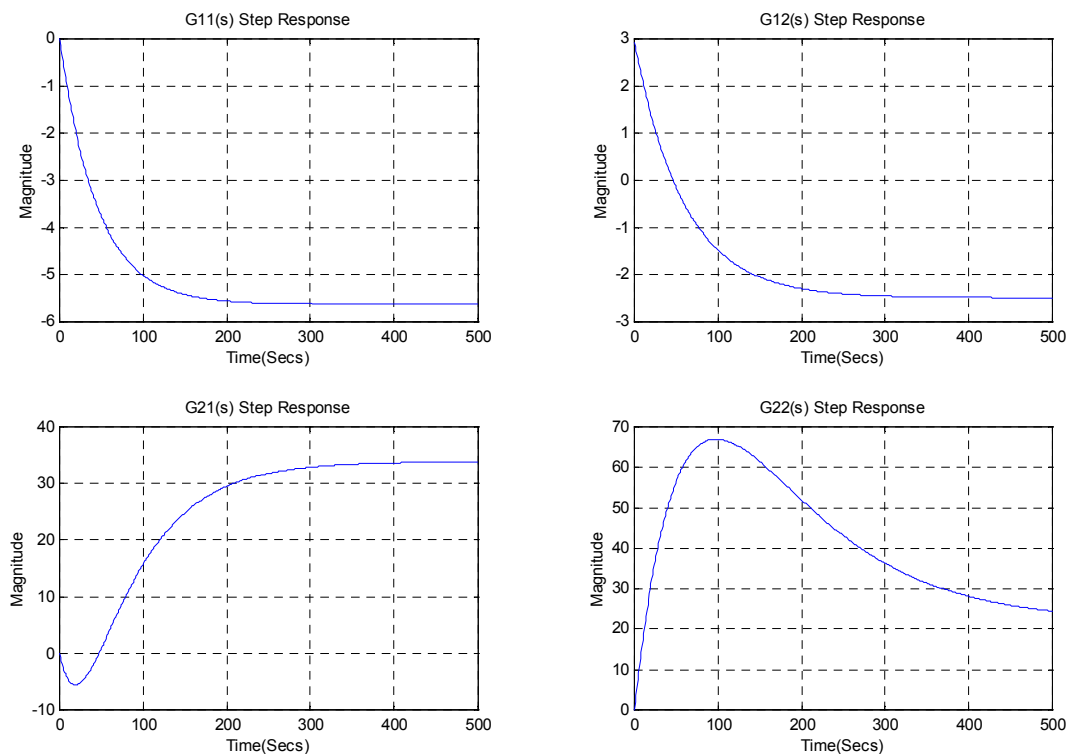 G11(s) Step Response
0
-1
-2
-3
-4
-5
-6
Magnitude
0 100 200 300 400 500
Time(Secs)
G12(s) Step Response
3
2
1
0
-1
-2
-3
Magnitude
0 100 200 300 400 500
Time(Secs)
G21(s) Step Response
40
30
20
10
0
-10
Magnitude
0 100 200 300 400 500
Time(Secs)
G22(s) Step Response
70
60
50
40
30
20
10
0
Magnitude
0 100 200 300 400 500
Time(Secs)